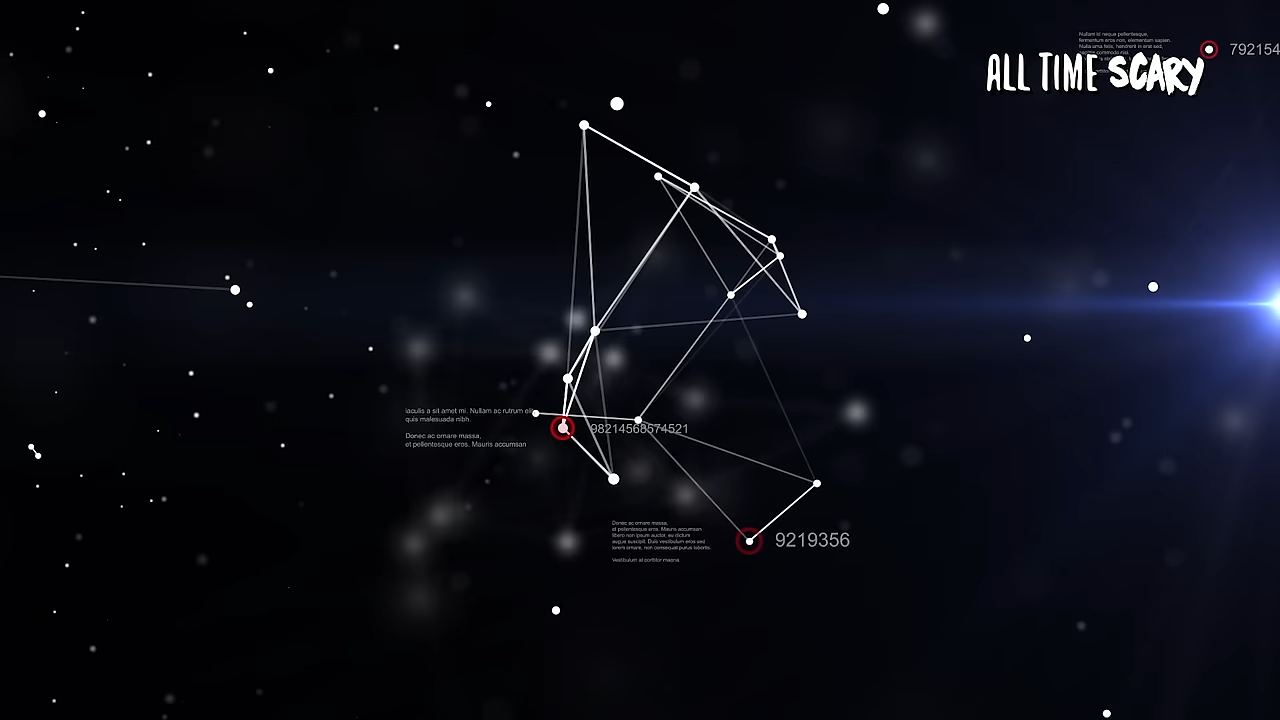 Nullam id neque pellentesque,
fermentum eros non, elementum sapien.
Nulla urna felis, hendrerit in erat sed,
commodo nisl.
792154
ALL TIME SCARY
iaculis a sit amet mi. Nullam ac rutrum elit,
quis malesuada nibh.
Donec ac ornare massa,
et pellentesque eros. Mauris accumsan
98214568574521
Donec ac ornare massa,
et pellentesque eros. Mauris accumsan
libero non ipsum auctor, eu dictum
augue suscipit. Duis vestibulum eros sed
lorem ornare, non consequat purus lobortis.
Vestibulum at porttitor magna.
9219356